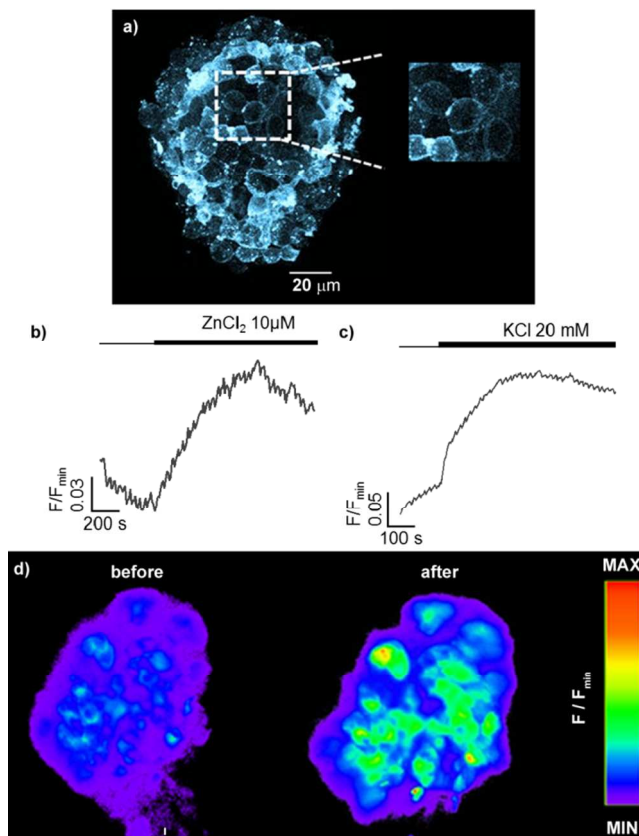 a)
20 μm
b)
ZnCl₂ 10μM
F/Fmin
0.03
200 s
c)
KCl 20 mM
F/Fmin
0.05
100 s
d)
before
after
MAX
F / Fmin
MIN